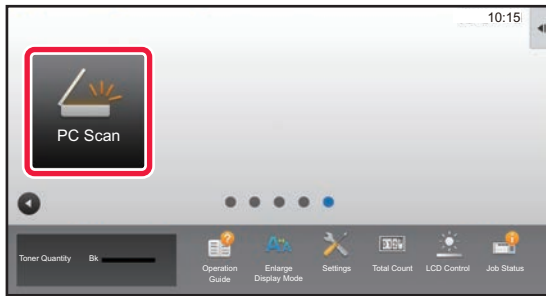 10:15
PC Scan
Toner Quantity Bk
Operation
Guide
Enlarge
Display Mode
Settings
Total Count
LCD Control
Job Status